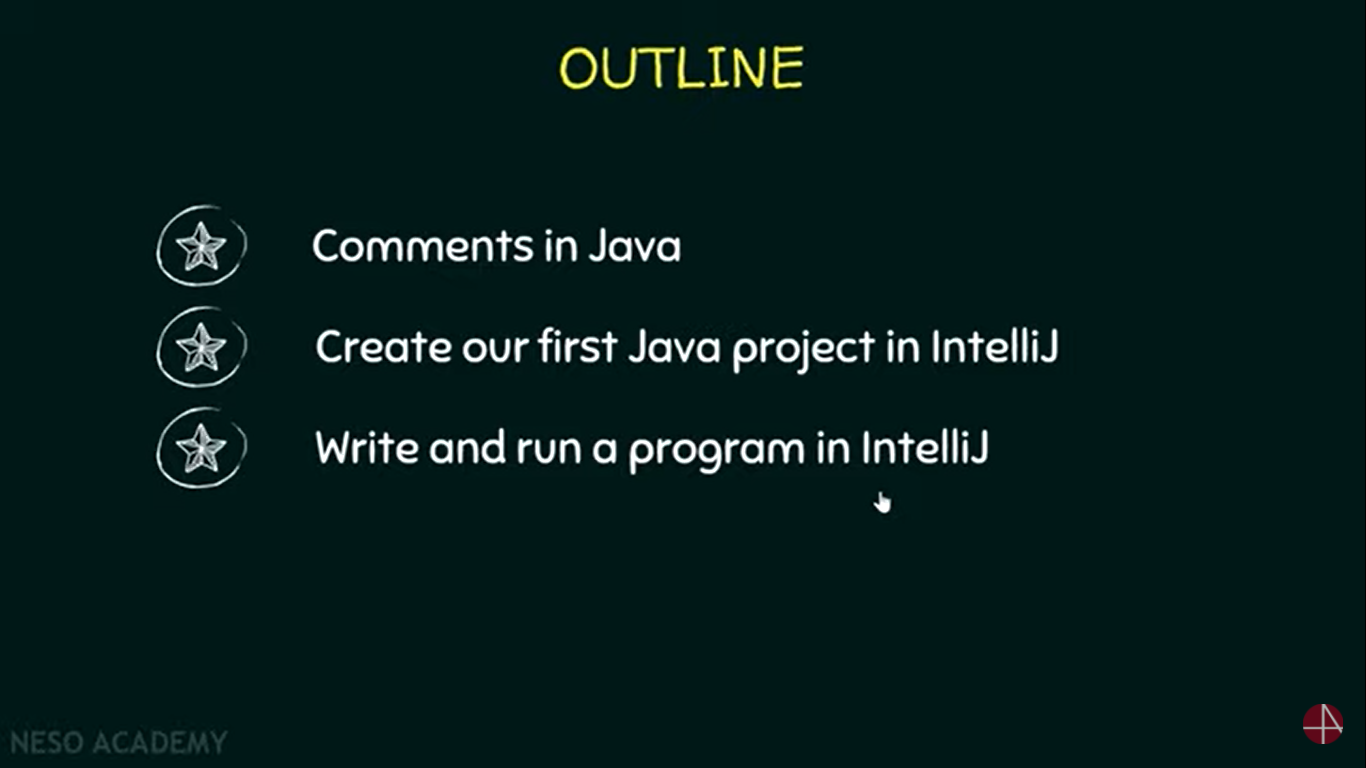 OUTLINE
Comments in Java
Create our first Java project in IntelliJ
Write and run a program in IntelliJ
NESO ACADEMY